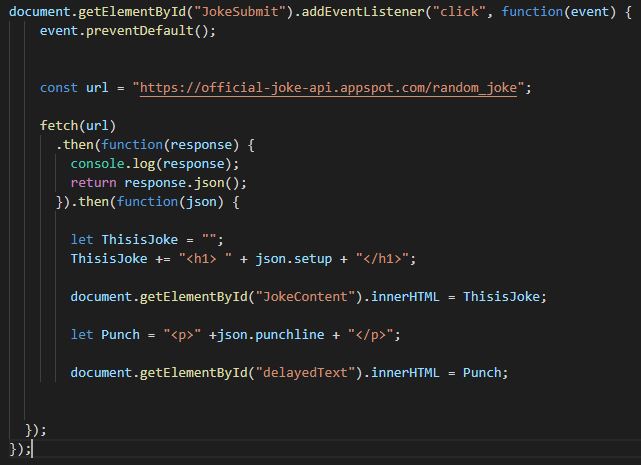 document.getElementById("JokeSubmit").addEventListener("click", function(event) {
    event.preventDefault();
    const url = "https://official-joke-api.appspot.com/random_joke";
    fetch(url)
      .then(function(response) {
        console.log(response);
        return response.json();
      }).then(function(json) {
        let ThisisJoke = "";
        ThisisJoke += "<h1> " + json.setup + "</h1>";
        document.getElementById("JokeContent").innerHTML = ThisisJoke;
        let Punch = "<p>" +json.punchline + "</p>";
        document.getElementById("delayedText").innerHTML = Punch;
  });
});